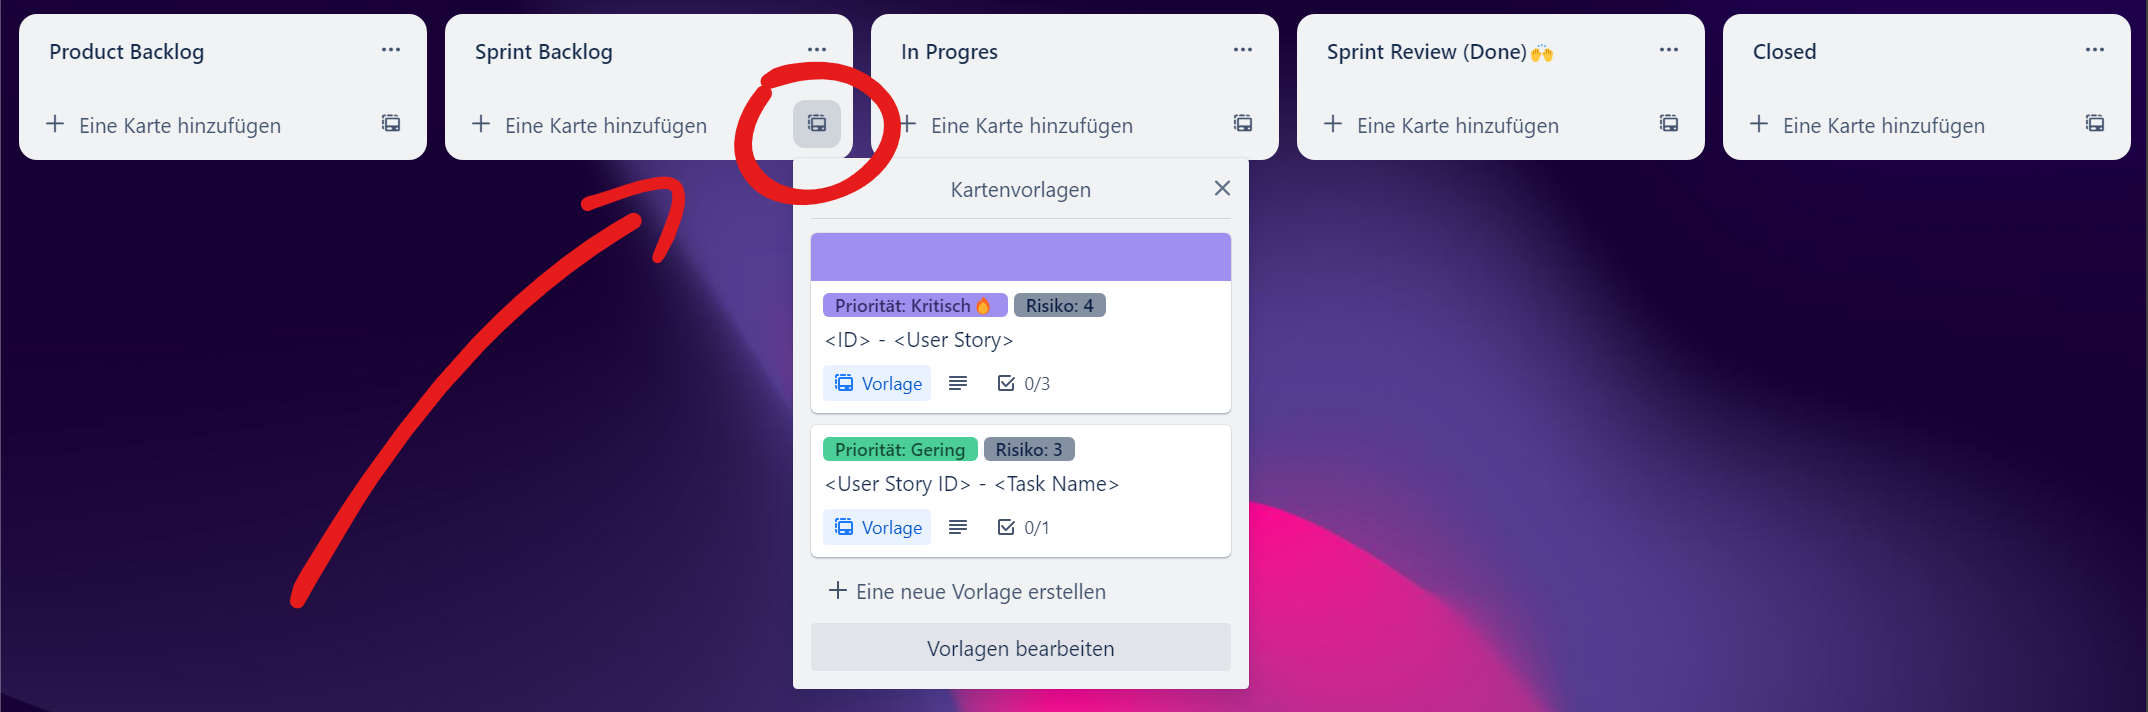 Product Backlog
Eine Karte hinzufügen
Sprint Backlog
Eine Karte hinzufügen
In Progres
Eine Karte hinzufügen
Sprint Review (Done)🙌
Eine Karte hinzufügen
Closed
Eine Karte hinzufügen
Kartenvorlagen
Priorität: Kritisch🔥 Risiko: 4
<ID> - <User Story>
Vorlage 0/3
Priorität: Gering Risiko: 3
<User Story ID> - <Task Name>
Vorlage 0/1
Eine neue Vorlage erstellen
Vorlagen bearbeiten